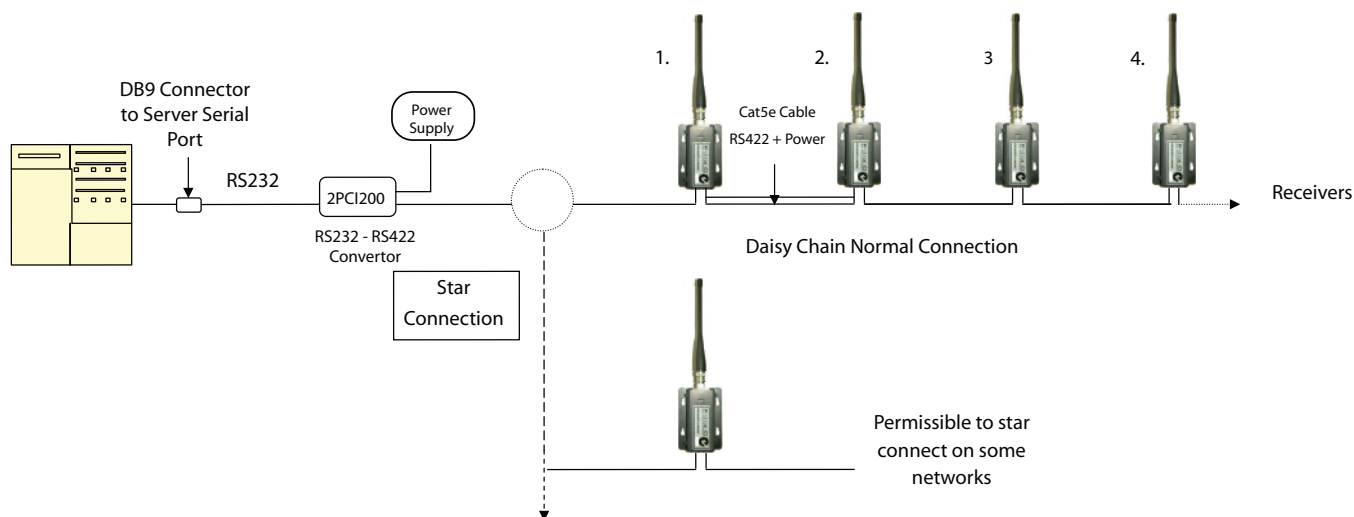 DB9 Connector
to Server Serial
Port
RS232
Power
Supply
2PCI200
RS232 - RS422
Convertor
Star
Connection
1.
2.
3
4.
Cat5e Cable
RS422 + Power
Receivers
Daisy Chain Normal Connection
Permissible to star
connect on some
networks